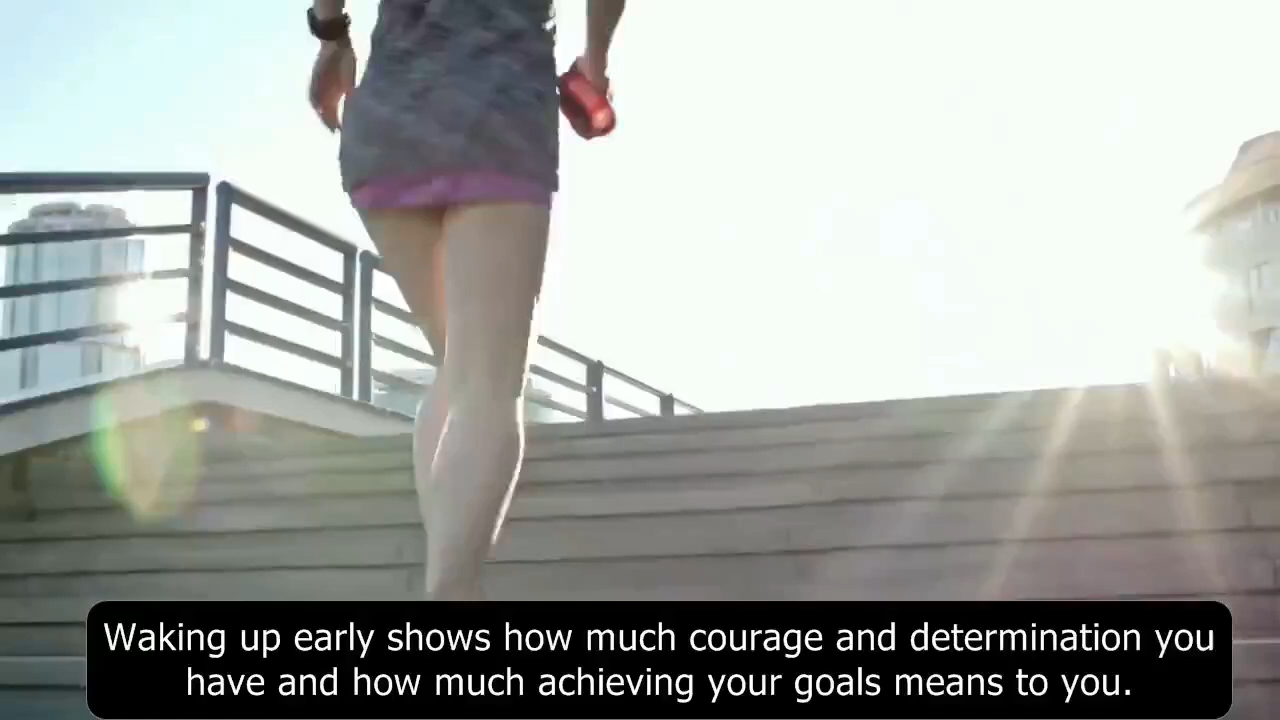 Waking up early shows how much courage and determination you
have and how much achieving your goals means to you.